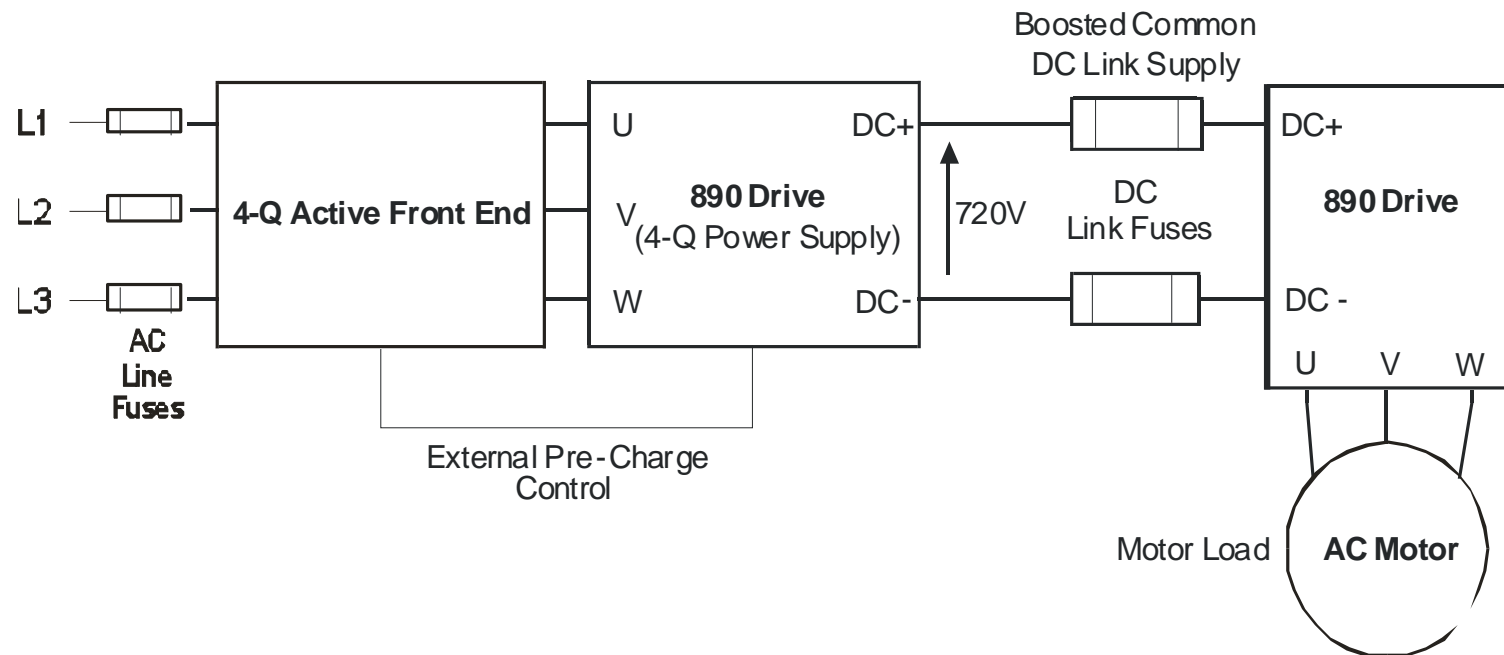 Boosted Common
DC Link Supply
L1
U
DC+
DC+
L2
4-Q Active Front End
V
890 Drive
(4-Q Power Supply)
720V
DC
Link Fuses
890 Drive
L3
W
DC-
DC -
AC
Line
Fuses
U V W
External Pre-Charge
Control
Motor Load
AC Motor